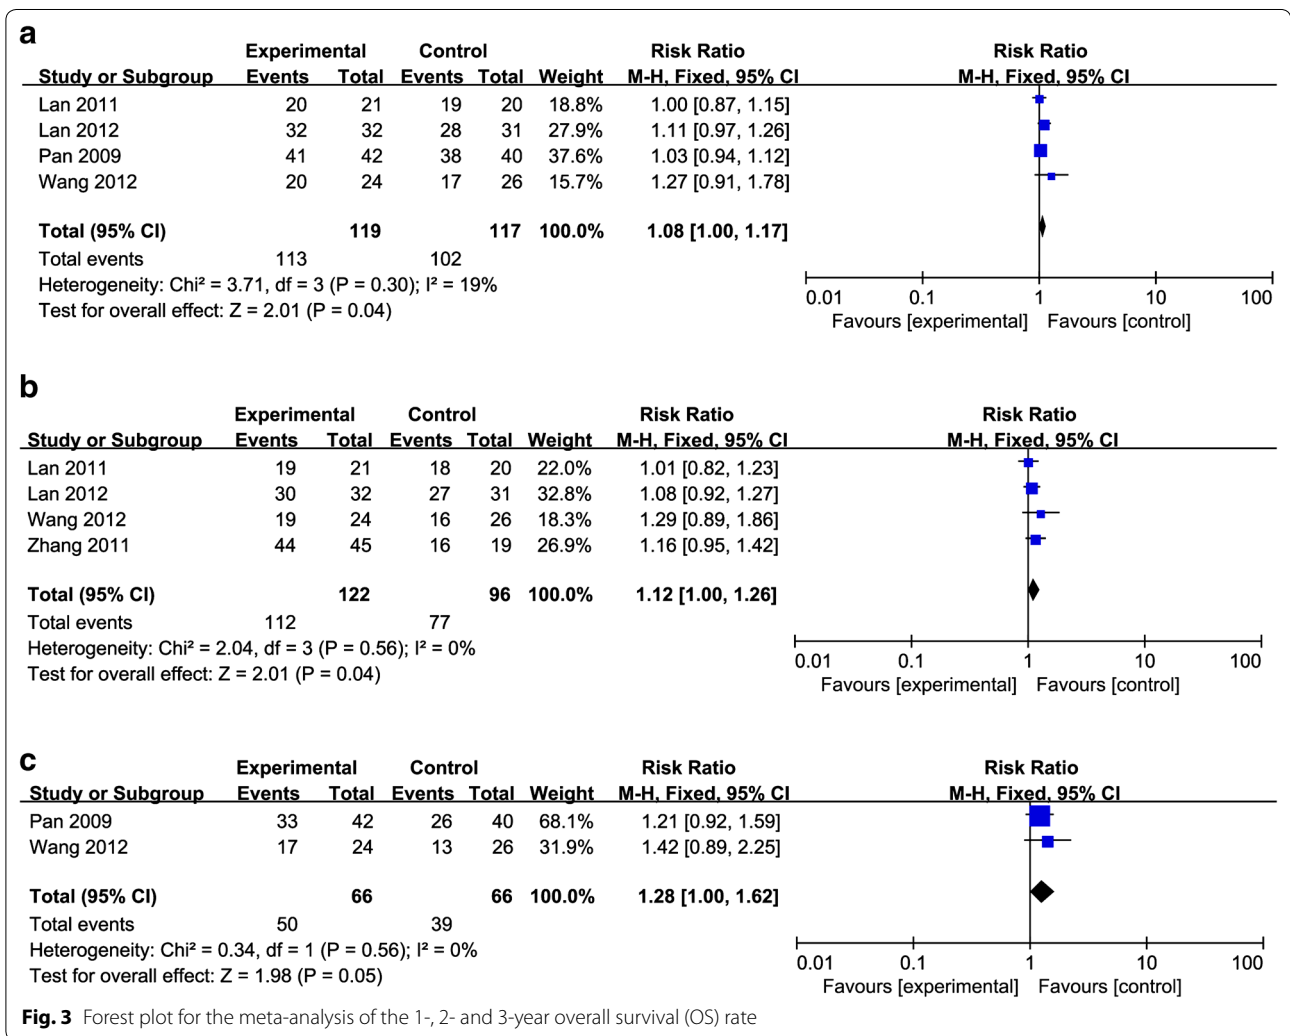 a
Experimental Control Risk Ratio Risk Ratio
Study or Subgroup Events Total Events Total Weight M-H, Fixed, 95% CI M-H, Fixed, 95% CI
Lan 2011 20 21 19 20 18.8% 1.00 [0.87, 1.15]
Lan 2012 32 32 28 31 27.9% 1.11 [0.97, 1.26]
Pan 2009 41 42 38 40 37.6% 1.03 [0.94, 1.12]
Wang 2012 20 24 17 26 15.7% 1.27 [0.91, 1.78]
Total (95% CI) 119 117 100.0% 1.08 [1.00, 1.17]
Total events 113 102
Heterogeneity: Chi² = 3.71, df = 3 (P = 0.30); I² = 19%
Test for overall effect: Z = 2.01 (P = 0.04)
0.01 0.1 1 10 100
Favours [experimental] Favours [control]
b
Experimental Control Risk Ratio Risk Ratio
Study or Subgroup Events Total Events Total Weight M-H, Fixed, 95% CI M-H, Fixed, 95% CI
Lan 2011 19 21 18 20 22.0% 1.01 [0.82, 1.23]
Lan 2012 30 32 27 31 32.8% 1.08 [0.92, 1.27]
Wang 2012 19 24 16 26 18.3% 1.29 [0.89, 1.86]
Zhang 2011 44 45 16 19 26.9% 1.16 [0.95, 1.42]
Total (95% CI) 122 96 100.0% 1.12 [1.00, 1.26]
Total events 112 77
Heterogeneity: Chi² = 2.04, df = 3 (P = 0.56); I² = 0%
Test for overall effect: Z = 2.01 (P = 0.04)
0.01 0.1 1 10 100
Favours [experimental] Favours [control]
c
Experimental Control Risk Ratio Risk Ratio
Study or Subgroup Events Total Events Total Weight M-H, Fixed, 95% CI M-H, Fixed, 95% CI
Pan 2009 33 42 26 40 68.1% 1.21 [0.92, 1.59]
Wang 2012 17 24 13 26 31.9% 1.42 [0.89, 2.25]
Total (95% CI) 66 66 100.0% 1.28 [1.00, 1.62]
Total events 50 39
Heterogeneity: Chi² = 0.34, df = 1 (P = 0.56); I² = 0%
Test for overall effect: Z = 1.98 (P = 0.05)
0.01 0.1 1 10 100
Favours [experimental] Favours [control]
Fig. 3 Forest plot for the meta-analysis of the 1-, 2- and 3-year overall survival (OS) rate